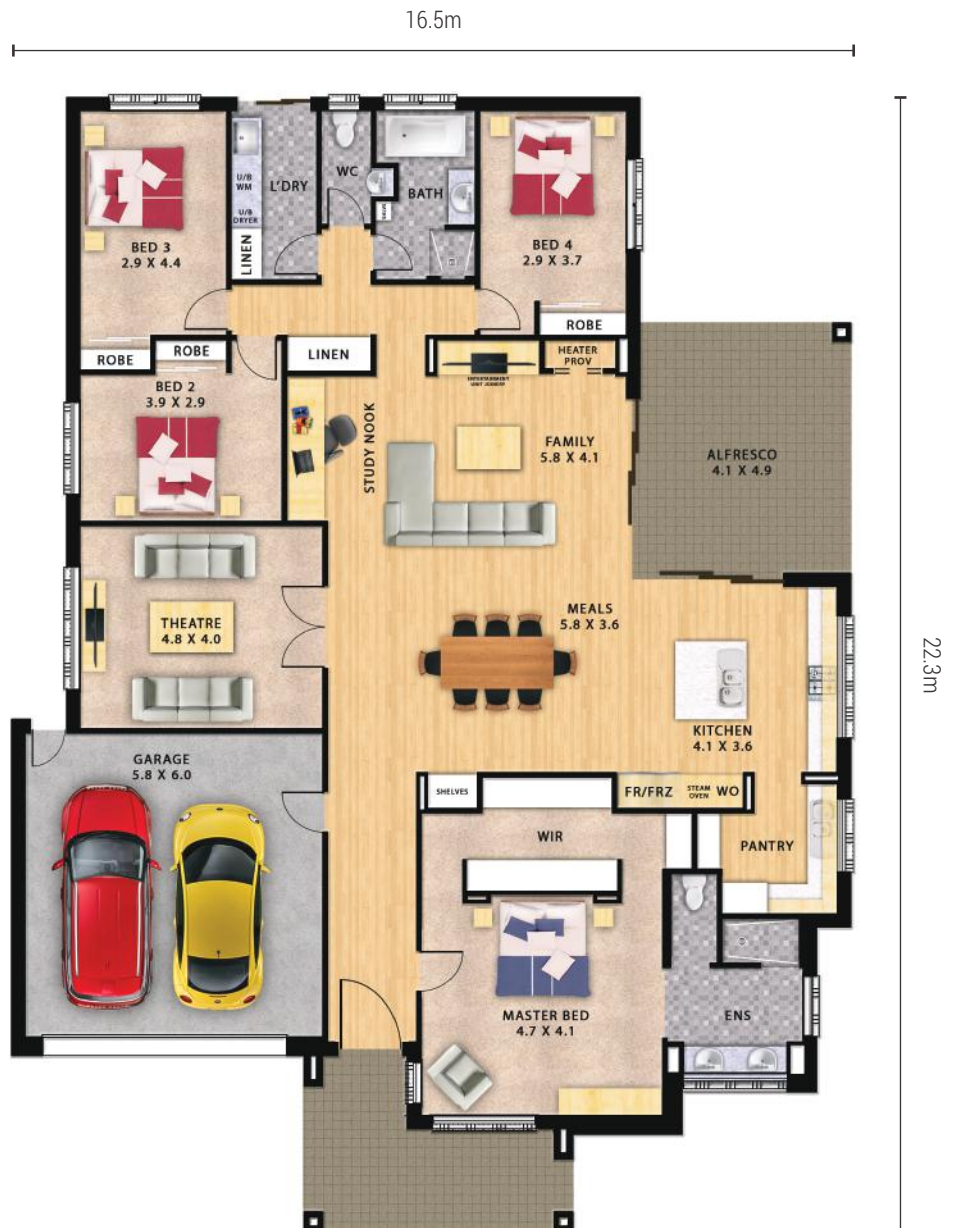 16.5m
U/B
WM
L'DRY
WC
BATH
U/B
DRYER
LINEN
BED 3
2.9 X 4.4
BED 4
2.9 X 3.7
ROBE
ROBE
ROBE
LINEN
HEATER
PROV
ENTERTAINMENT
UNIT JOINERY
BED 2
3.9 X 2.9
STUDY NOOK
FAMILY
5.8 X 4.1
ALFRESCO
4.1 X 4.9
THEATRE
4.8 X 4.0
MEALS
5.8 X 3.6
22.3m
KITCHEN
4.1 X 3.6
GARAGE
5.8 X 6.0
SHELVES
FR/FRZ
STEAM
OVEN
WO
WIR
PANTRY
MASTER BED
4.7 X 4.1
ENS